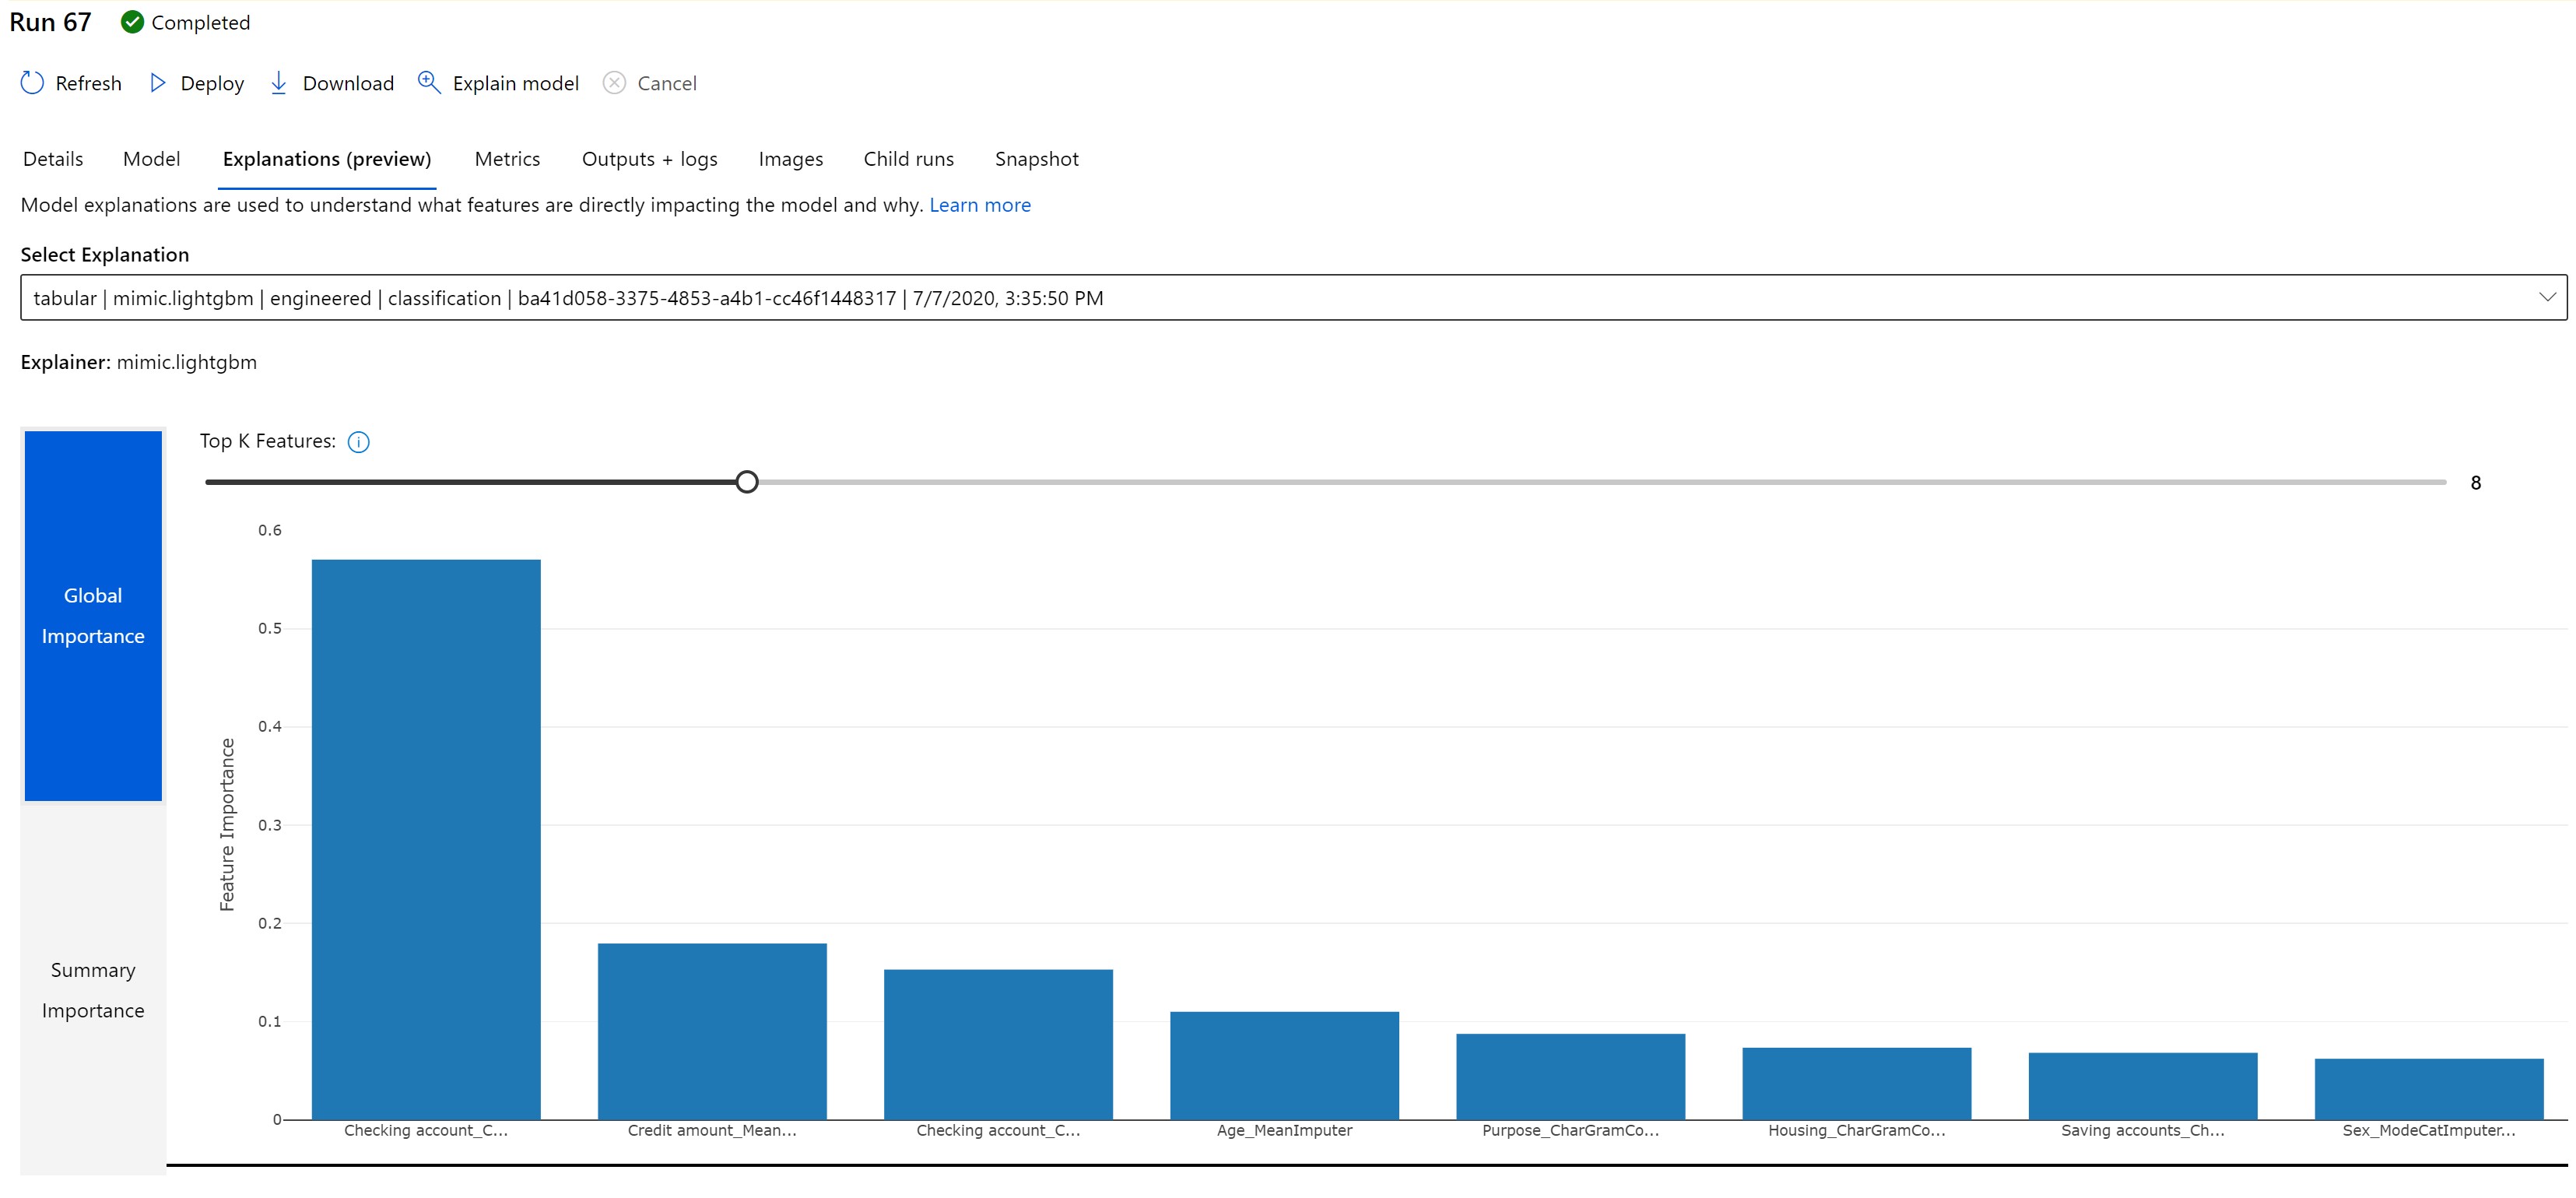 Run 67 Completed
Refresh Deploy Download Explain model Cancel
Details Model Explanations (preview) Metrics Outputs + logs Images Child runs Snapshot
Model explanations are used to understand what features are directly impacting the model and why. Learn more
Select Explanation
tabular | mimic.lightgbm | engineered | classification | ba41d058-3375-4853-a4b1-cc46f1448317 | 7/7/2020, 3:35:50 PM
Explainer: mimic.lightgbm
Global
Importance
Summary
Importance
Top K Features:
8
Feature Importance
0.6
0.5
0.4
0.3
0.2
0.1
0
Checking account_C... Credit amount_Mean... Checking account_C... Age_MeanImputer Purpose_CharGramCo... Housing_CharGramCo... Saving accounts_Ch... Sex_ModeCatImputer...